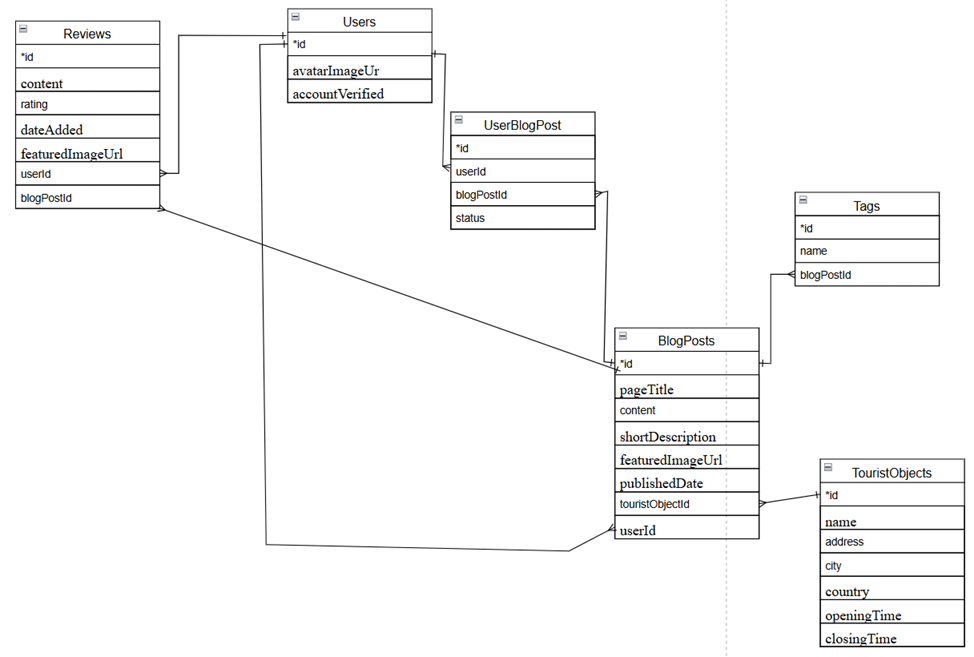 Reviews
*id
content
rating
dateAdded
featuredImageUrl
userId
blogPostId
Users
*id
avatarImageUr
accountVerified
UserBlogPost
*id
userId
blogPostId
status
Tags
*id
name
blogPostId
BlogPosts
*id
pageTitle
content
shortDescription
featuredImageUrl
publishedDate
touristObjectId
userId
TouristObjects
*id
name
address
city
country
openingTime
closingTime